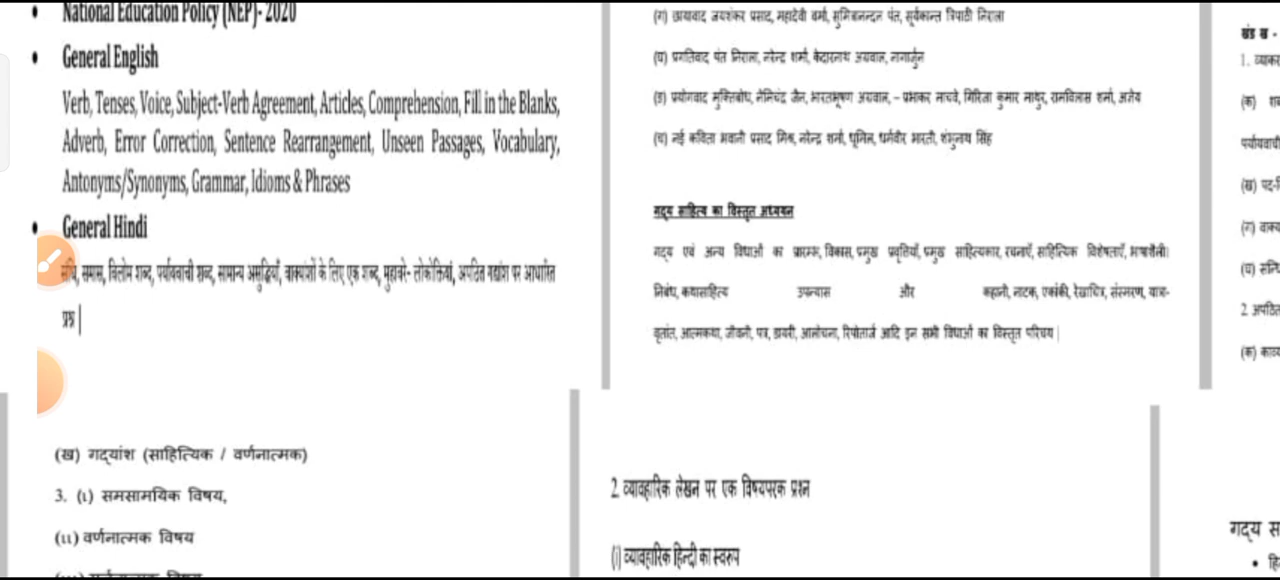 National Education Policy (NEP)- 2020
General English
Verb, Tenses, Voice, Subject-Verb Agreement, Articles, Comprehension, Fill in the Blanks,
Adverb, Error Correction, Sentence Rearrangement, Unseen Passages, Vocabulary,
Antonyms/Synonyms, Grammar, Idioms & Phrases
General Hindi
संधि, समास, विलोम शब्द, पर्यायवाची शब्द, सामान्य अशुद्धियाँ, वाक्यांशों के लिए एक शब्द, मुहावरे- लोकोक्तियां, अपठित गद्यांश पर आधारित
प्रश्न |
(ग) छायावाद जयशंकर प्रसाद, महादेवी वर्मा, सुमित्रानन्दन पंत, सूर्यकान्त त्रिपाठी निराला
(घ) प्रगतिवाद पंत निराला, नरेन्द्र शर्मा, केदारनाथ अग्रवाल, नागार्जुन
(ङ) प्रयोगवाद मुक्तिबोध, नेमिचंद्र जैन, भारतभूषण अग्रवाल, – प्रभाकर माचवे, गिरिजा कुमार माथुर, रामविलास शर्मा, अज्ञेय
(च) नई कविता भवानी प्रसाद मिश्र, नरेन्द्र शर्मा, धूमिल, धर्मवीर भारती, शंभुनाथ सिंह
गद्य साहित्य का विस्तृत अध्ययन
गद्य एवं अन्य विधाओं का प्रारम्भ, विकास, प्रमुख प्रवृत्तियाँ, प्रमुख साहित्यकार, रचनाएँ, साहित्यिक विशेषताएँ, भाषाशैली।
निबंध, कथासाहित्य उपन्यास और कहानी, नाटक, एकांकी, रेखाचित्र, संस्मरण, यात्रा-
वृतांत, आत्मकथा, जीवनी, पत्र, डायरी, आलोचना, रिपोतार्ज आदि इन सभी विधाओं का विस्तृत परिचय |
खंड ख -
1.
(क)
(ख) पद-
(ग)
(घ)
2
(क)
(ख) गद्यांश (साहित्यिक / वर्णनात्मक)
3. (ι) समसामयिक विषय,
(ιι) वर्णनात्मक विषय
2. व्यावहारिक लेखन पर एक विषयपरक प्रश्न
(i) व्यावहारिक हिन्दी का स्वरुप
गद्य